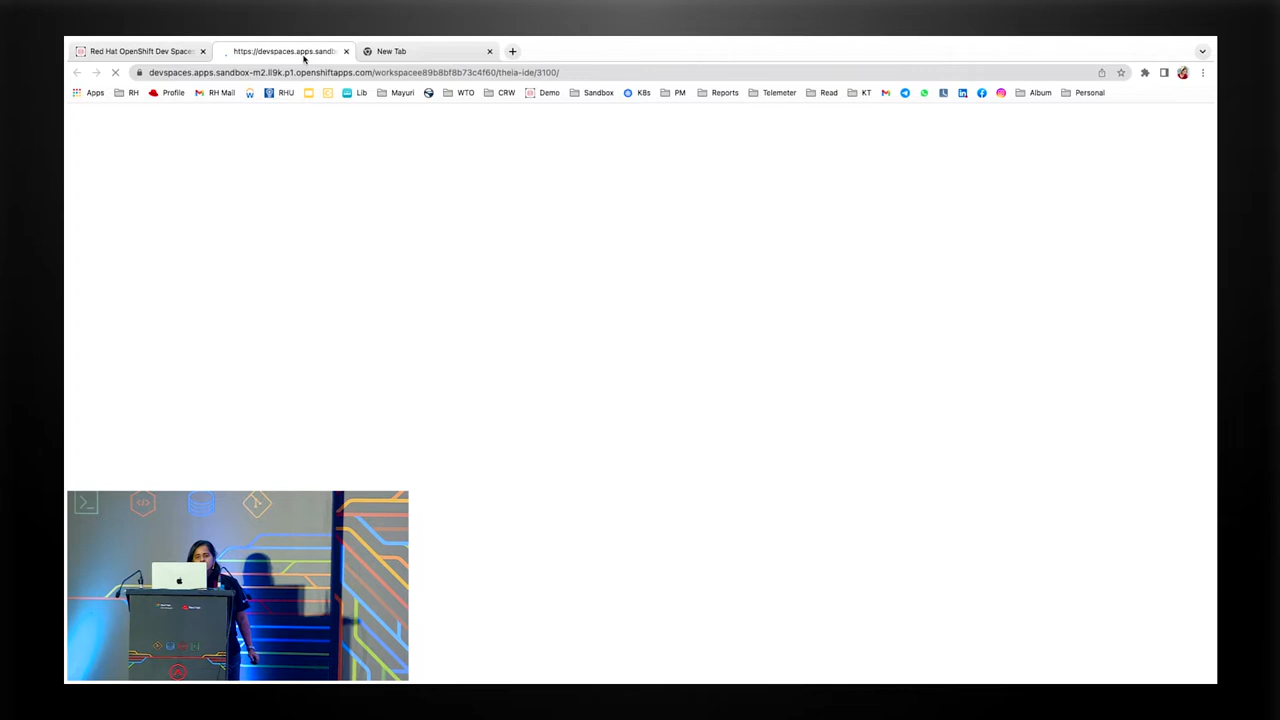 Red Hat OpenShift Dev Space
https://devspaces.apps.sandb
New Tab
devspaces.apps.sandbox-m2.ll9k.p1.openshiftapps.com/workspacee89b8bf8b73c4f60/theia-ide/3100/
Apps RH Profile RH Mail RHU Lib Mayuri WTO CRW Demo Sandbox K8s PM Reports Telemeter Read KT Album Personal